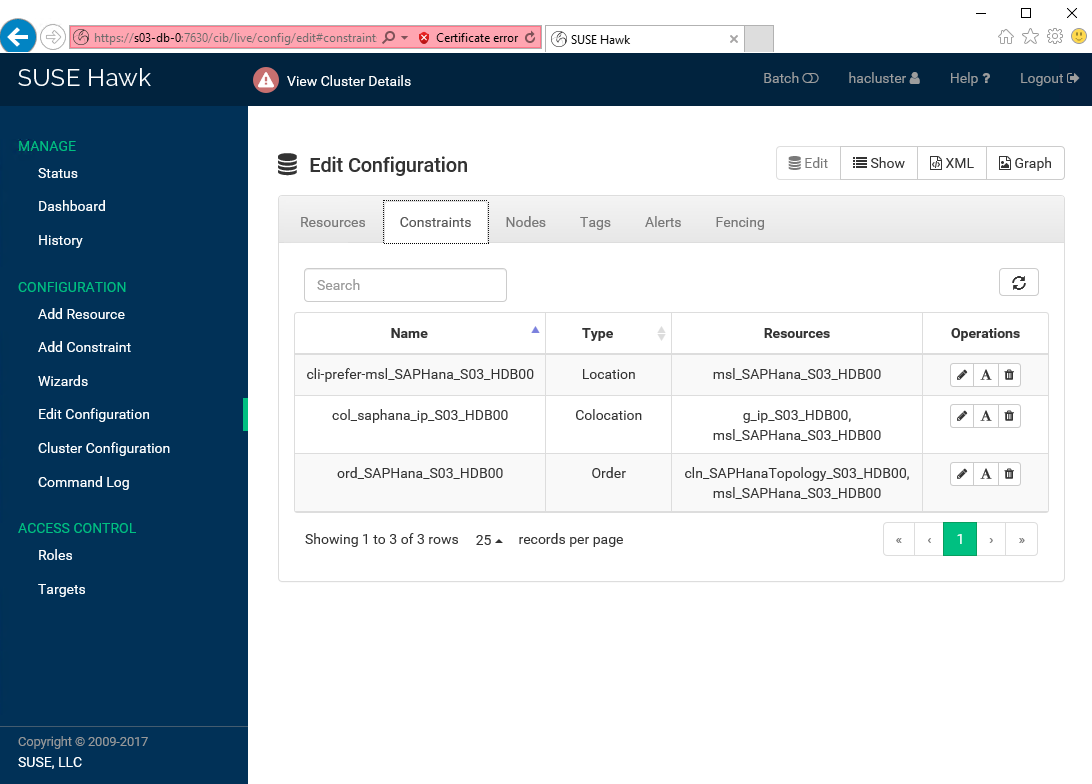 https://s03-db-0:7630/cib/live/config/edit#constraint Certificate error SUSE Hawk
SUSE Hawk
View Cluster Details
Batch hacluster Help ? Logout
MANAGE
Status
Dashboard
History
CONFIGURATION
Add Resource
Add Constraint
Wizards
Edit Configuration
Cluster Configuration
Command Log
ACCESS CONTROL
Roles
Targets
Copyright © 2009-2017
SUSE, LLC
Edit Configuration
Edit Show XML Graph
Resources Constraints Nodes Tags Alerts Fencing
Search
Name Type Resources Operations
cli-prefer-msl_SAPHana_S03_HDB00 Location msl_SAPHana_S03_HDB00
col_saphana_ip_S03_HDB00 Colocation g_ip_S03_HDB00,
msl_SAPHana_S03_HDB00
ord_SAPHana_S03_HDB00 Order cln_SAPHanaTopology_S03_HDB00,
msl_SAPHana_S03_HDB00
Showing 1 to 3 of 3 rows 25 records per page
« ‹ 1 › »